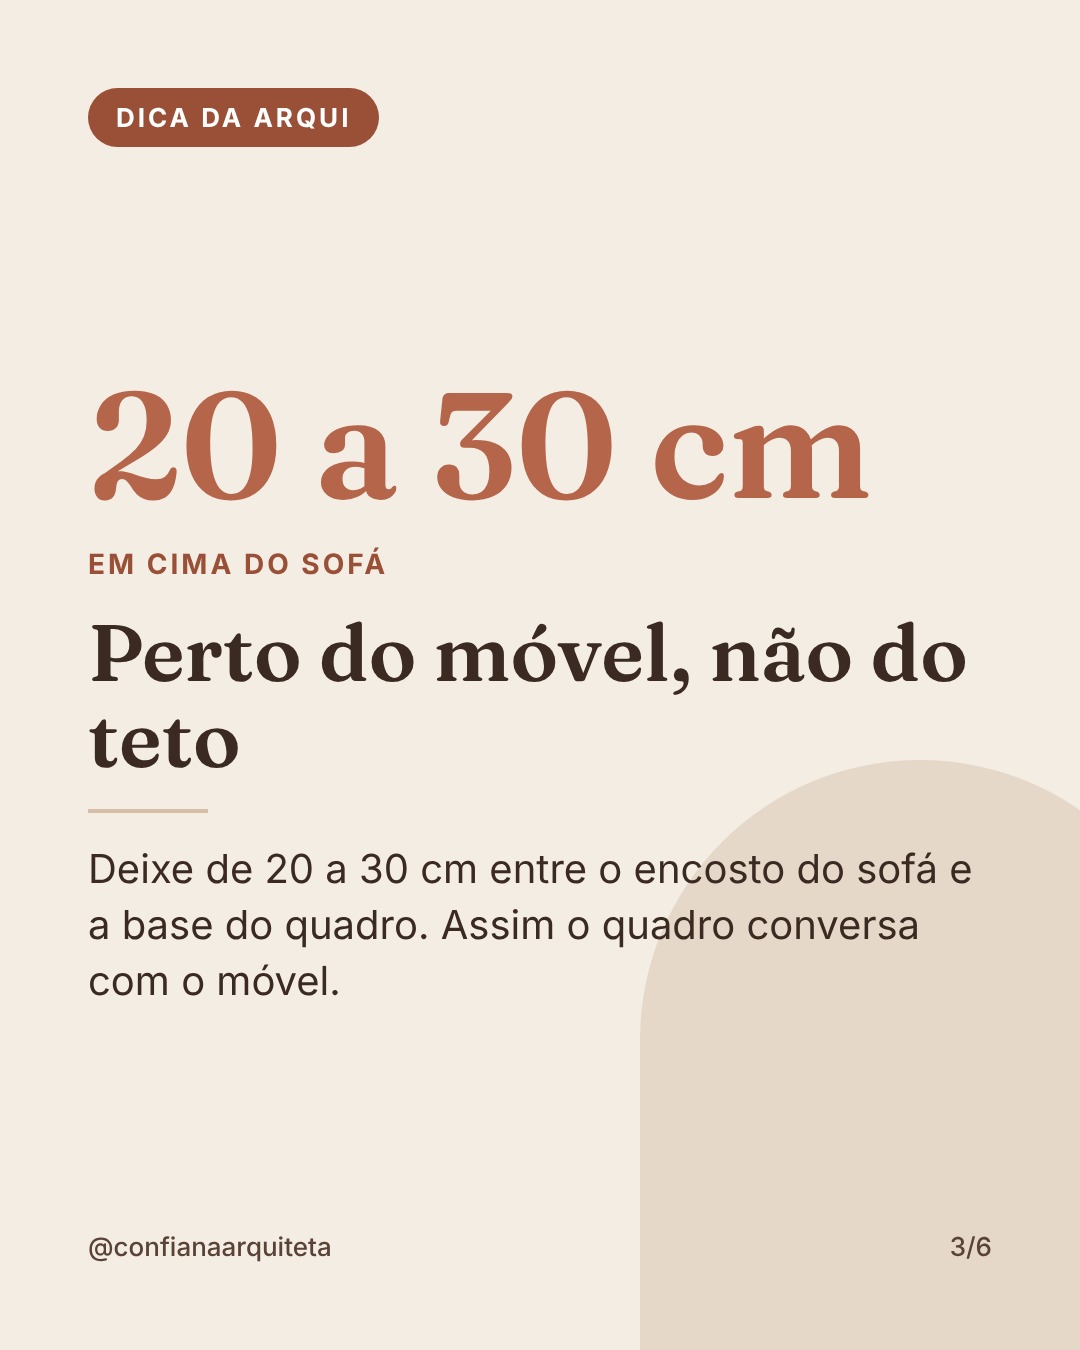 DICA DA ARQUI
20 a 30 cm
EM CIMA DO SOFÁ
Perto do móvel, não do
teto
Deixe de 20 a 30 cm entre o encosto do sofá e
a base do quadro. Assim o quadro conversa
com o móvel.
@confianaarquiteta
3/6